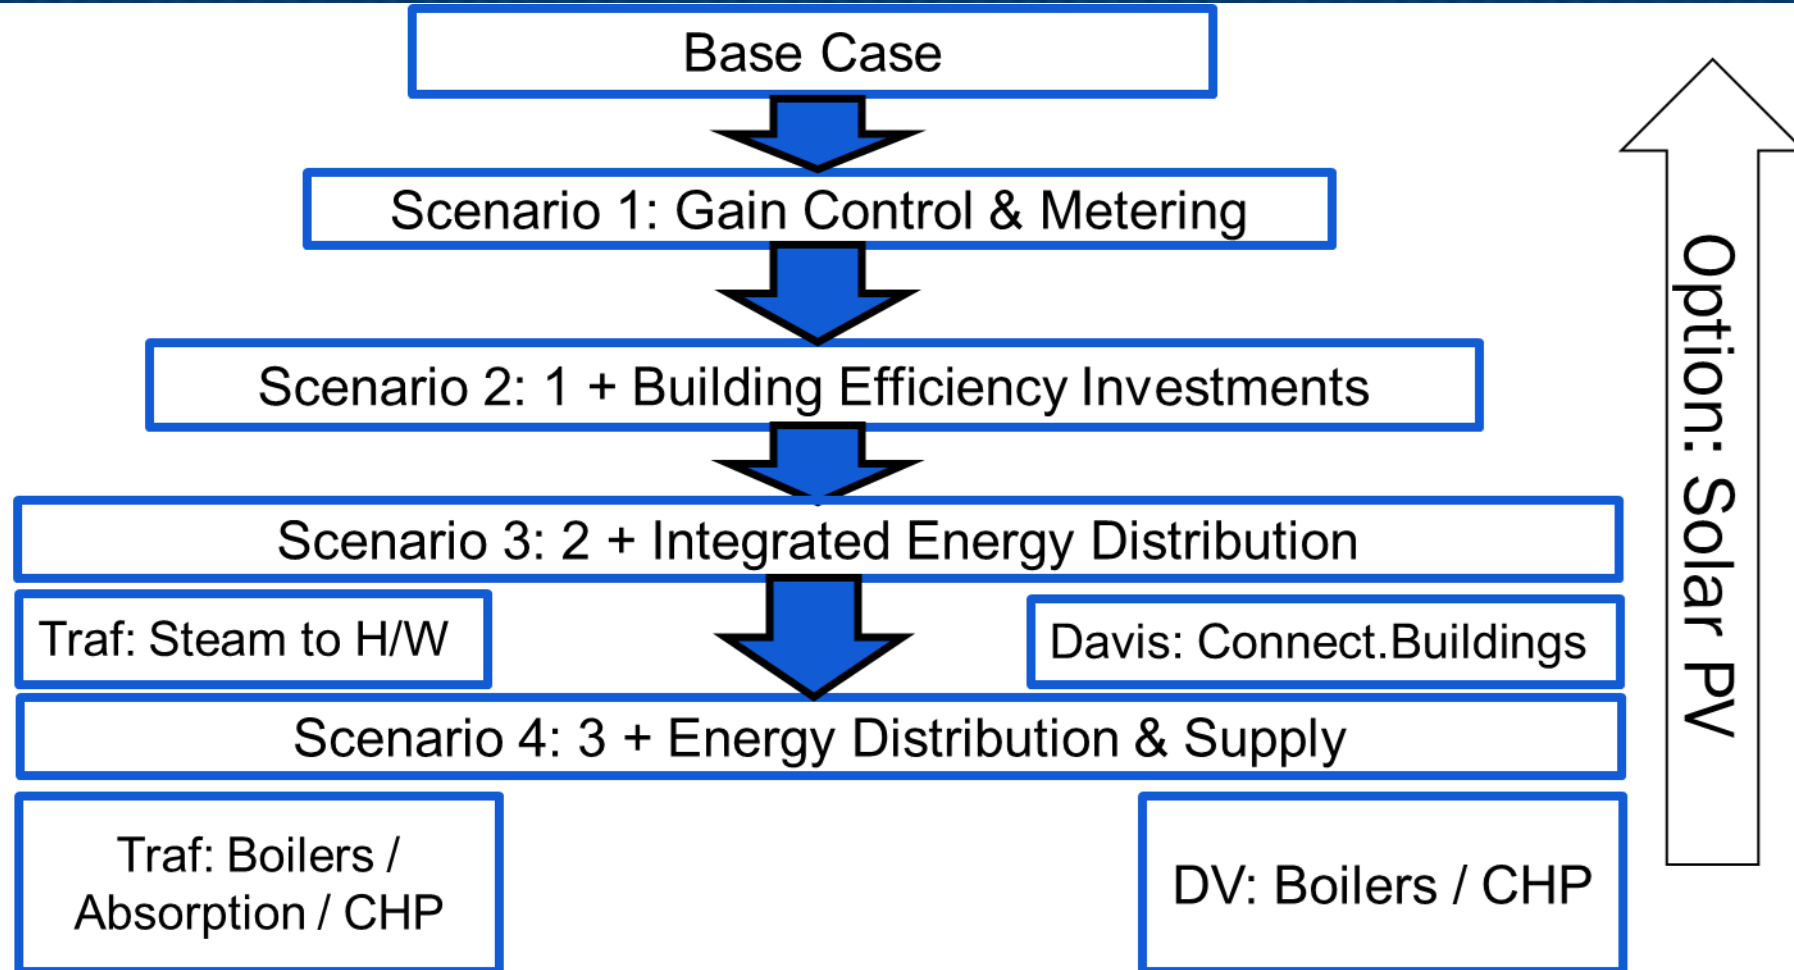 Base Case
Scenario 1: Gain Control & Metering
Scenario 2: 1 + Building Efficiency Investments
Scenario 3: 2 + Integrated Energy Distribution
Traf: Steam to H/W
Davis: Connect.Buildings
Scenario 4: 3 + Energy Distribution & Supply
Traf: Boilers /
Absorption / CHP
DV: Boilers / CHP
Option: Solar PV